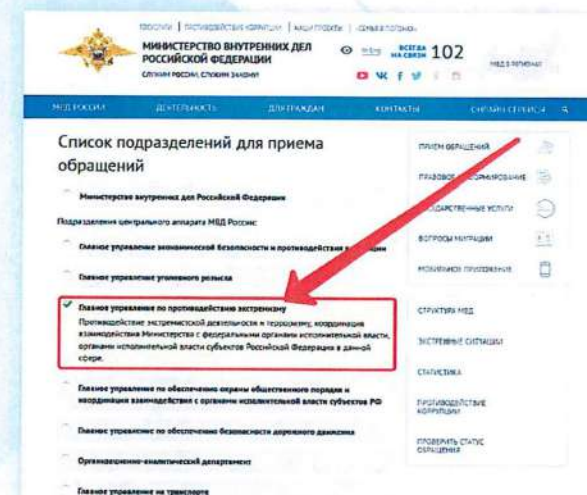 МИНИСТЕРСТВО ВНУТРЕННИХ ДЕЛ
РОССИЙСКОЙ ФЕДЕРАЦИИ
СЛУЖИМ РОССИИ, СЛУЖИМ ЗАКОНУ
ВСЕГДА
НА СВЯЗИ 102
МВД В РЕГИОНАХ
МВД РОССИИ
ДЕЯТЕЛЬНОСТЬ
ДЛЯ ГРАЖДАН
КОНТАКТЫ
ОНЛАЙН СЕРВИСЫ
Список подразделений для приема
обращений
Министерство внутренних дел Российской Федерации
Подразделения центрального аппарата МВД России:
Главное управление экономической безопасности и противодействия
Главное управление уголовного розыска
Главное управление по противодействию экстремизму
Противодействие экстремистской деятельности и терроризму, координация
взаимодействия Министерства с федеральными органами исполнительной власти,
органами исполнительной власти субъектов Российской Федерации в данной
сфере.
Главное управление по обеспечению охраны общественного порядка и
координации взаимодействия с органами исполнительной власти субъектов РФ
Главное управление по обеспечению безопасности дорожного движения
Организационно-аналитический департамент
Главное управление на транспорте
ПРИЕМ ОБРАЩЕНИЙ
ПРАВОВОЕ
ВОПРОСЫ МИГРАЦИИ
МОБИЛЬНОЕ ПРИЛОЖЕНИЕ
СТРУКТУРА МВД
ЭКСТРЕННЫЕ СИТУАЦИИ
СТАТИСТИКА
ПРОТИВОДЕЙСТВИЕ
КОРРУПЦИИ
ПРОВЕРИТЬ СТАТУС
ОБРАЩЕНИЯ